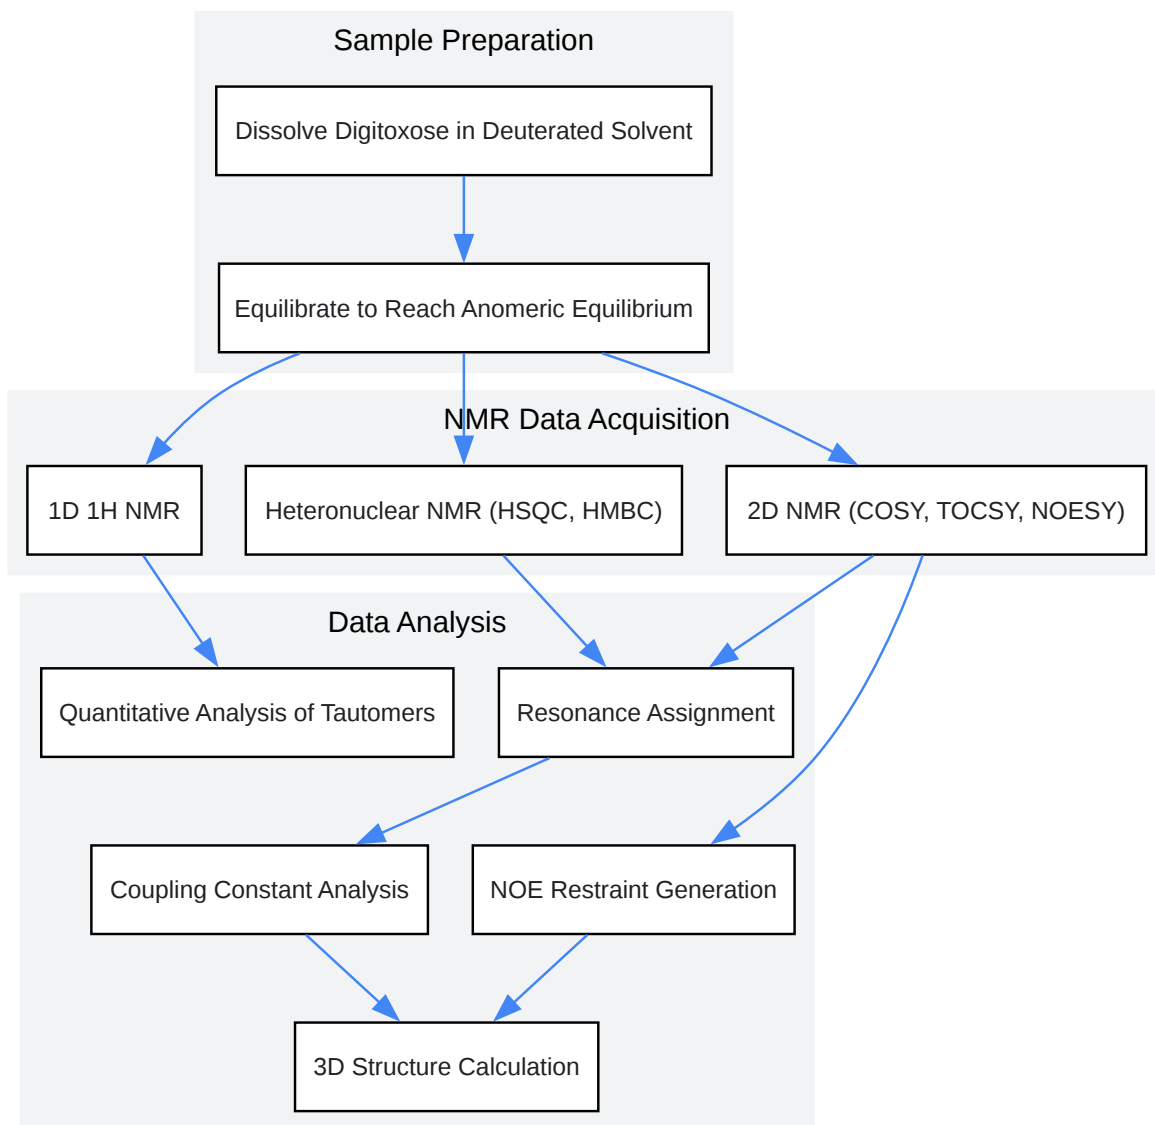 Sample Preparation
Dissolve Digitoxose in Deuterated Solvent
Equilibrate to Reach Anomeric Equilibrium
NMR Data Acquisition
1D 1H NMR
Heteronuclear NMR (HSQC, HMBC)
2D NMR (COSY, TOCSY, NOESY)
Data Analysis
Quantitative Analysis of Tautomers
Resonance Assignment
Coupling Constant Analysis
NOE Restraint Generation
3D Structure Calculation